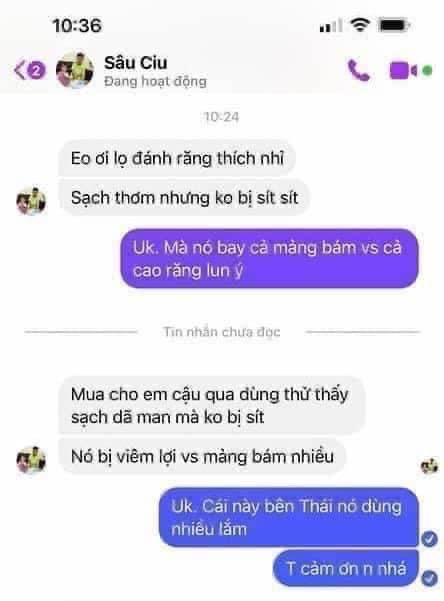 10:36
2
Sâu Ciu
Đang hoạt động
10:24
Eo ơi lọ đánh răng thích nhỉ
Sạch thơm nhưng ko bị sít sít
Uk. Mà nó bay cả mảng bám vs cả
cao răng lun ý
Tin nhắn chưa đọc
Mua cho em cậu qua dùng thử thấy
sạch dã man mà ko bị sít
Nó bị viêm lợi vs mảng bám nhiều
Uk. Cái này bên Thái nó dùng
nhiều lắm
T cảm ơn n nhá